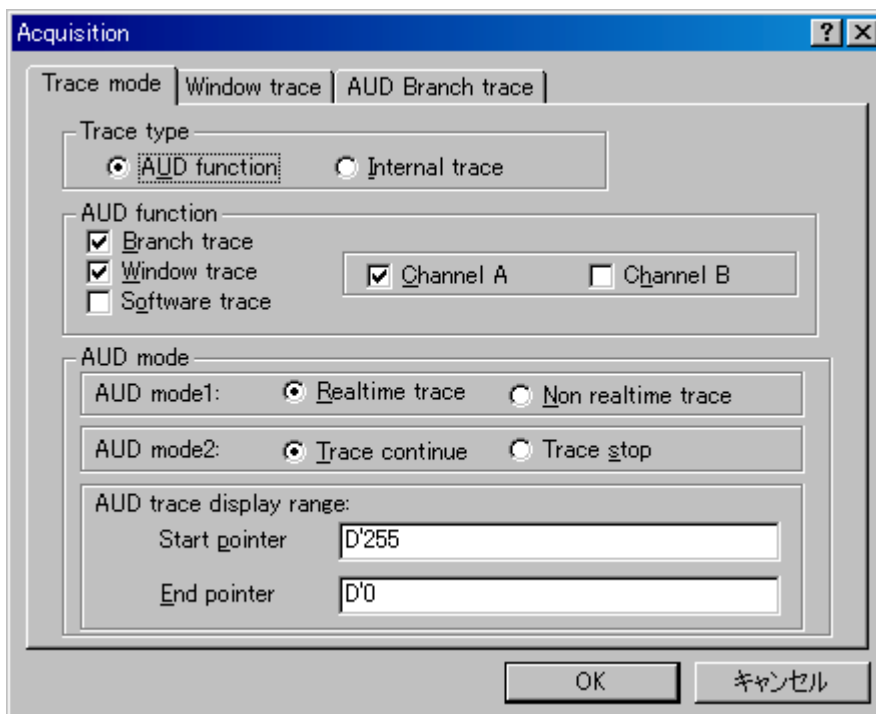 Acquisition
Trace mode Window trace AUD Branch trace
Trace type
AUD function Internal trace
AUD function
Branch trace
Window trace Channel A Channel B
Software trace
AUD mode
AUD mode1: Realtime trace Non realtime trace
AUD mode2: Trace continue Trace stop
AUD trace display range:
Start pointer D'255
End pointer D'0
OK キャンセル